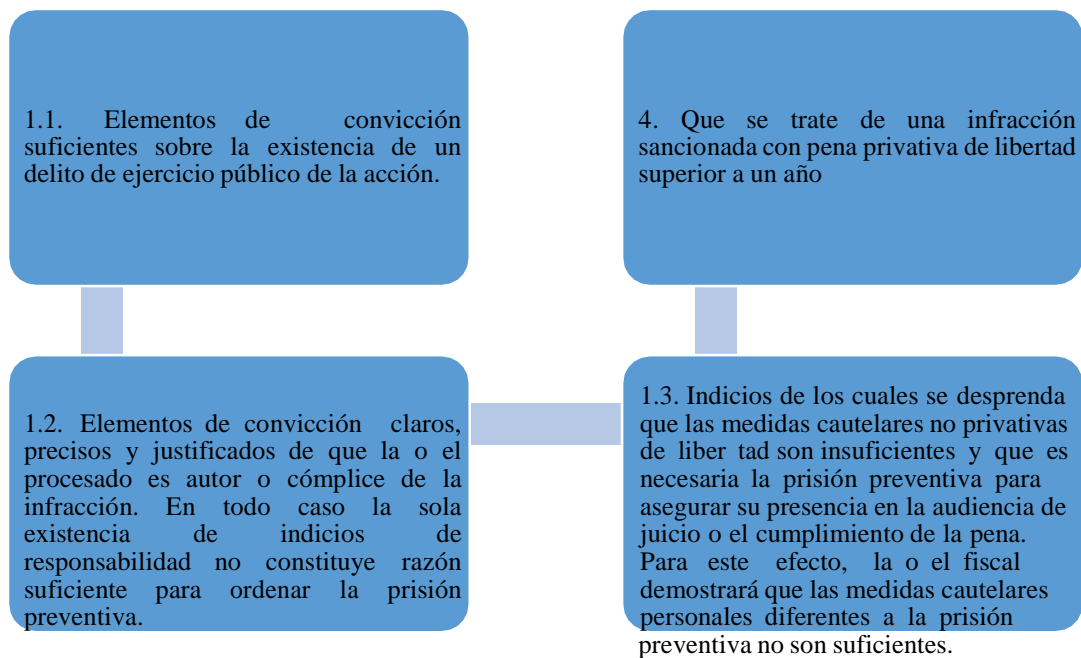 1.1. Elementos de convicción
suficientes sobre la existencia de un
delito de ejercicio público de la acción.
1.2. Elementos de convicción claros,
precisos y justificados de que la o el
procesado es autor o cómplice de la
infracción. En todo caso la sola
existencia de indicios de
responsabilidad no constituye razón
suficiente para ordenar la prisión
preventiva.
1.3. Indicios de los cuales se desprenda
que las medidas cautelares no privativas
de liber tad son insuficientes y que es
necesaria la prisión preventiva para
asegurar su presencia en la audiencia de
juicio o el cumplimiento de la pena.
Para este efecto, la o el fiscal
demostrará que las medidas cautelares
personales diferentes a la prisión
preventiva no son suficientes.
4. Que se trate de una infracción
sancionada con pena privativa de libertad
superior a un año